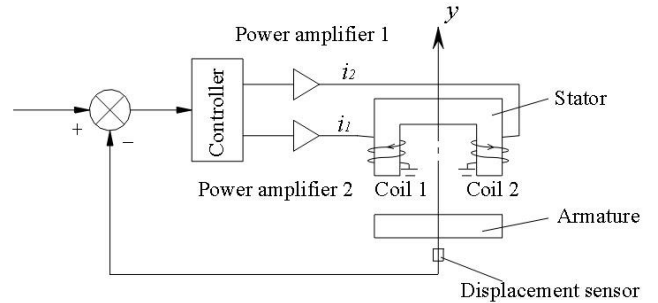 Power amplifier 1
y
i2
Stator
Controller
+
−
i1
Power amplifier 2
Coil 1
Coil 2
Armature
Displacement sensor